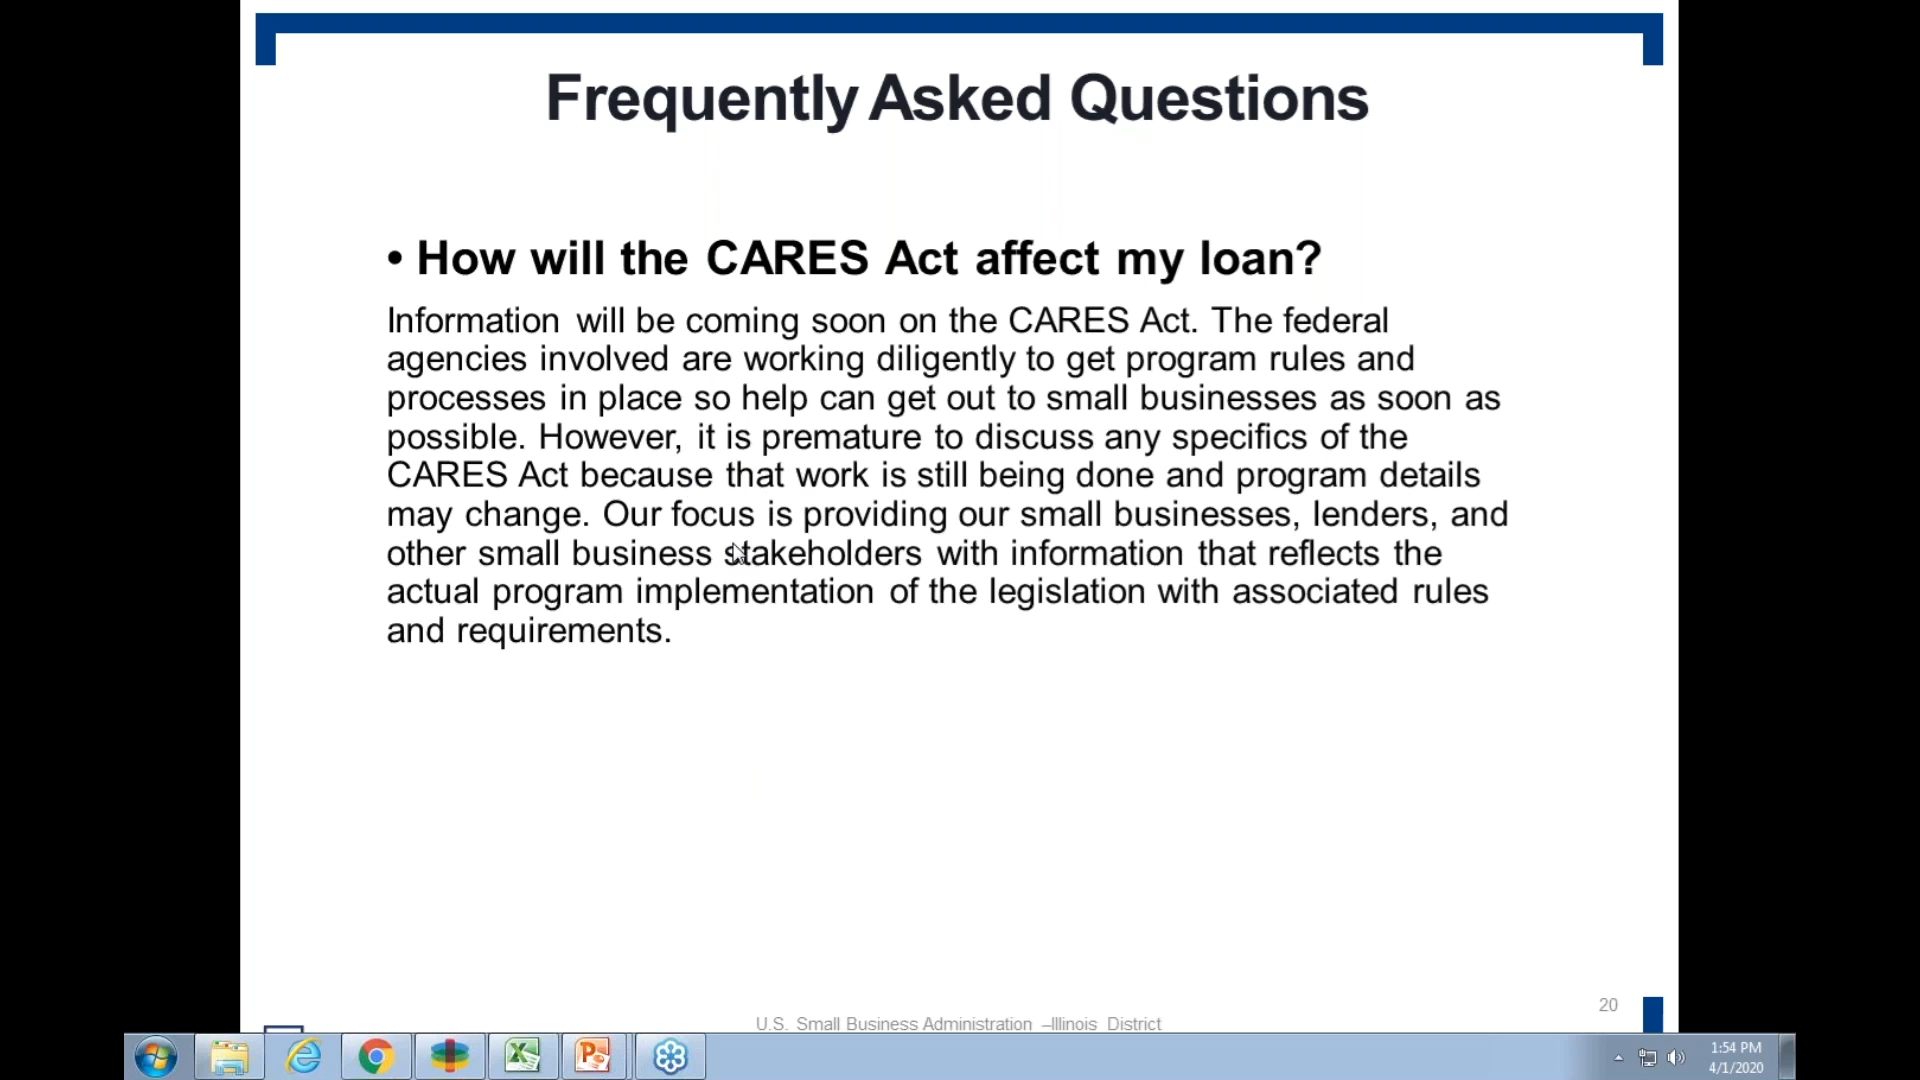 Frequently Asked Questions
• How will the CARES Act affect my loan?
Information will be coming soon on the CARES Act. The federal
agencies involved are working diligently to get program rules and
processes in place so help can get out to small businesses as soon as
possible. However, it is premature to discuss any specifics of the
CARES Act because that work is still being done and program details
may change. Our focus is providing our small businesses, lenders, and
other small business stakeholders with information that reflects the
actual program implementation of the legislation with associated rules
and requirements.
20
U.S. Small Business Administration –Illinois District
1:54 PM
4/1/2020